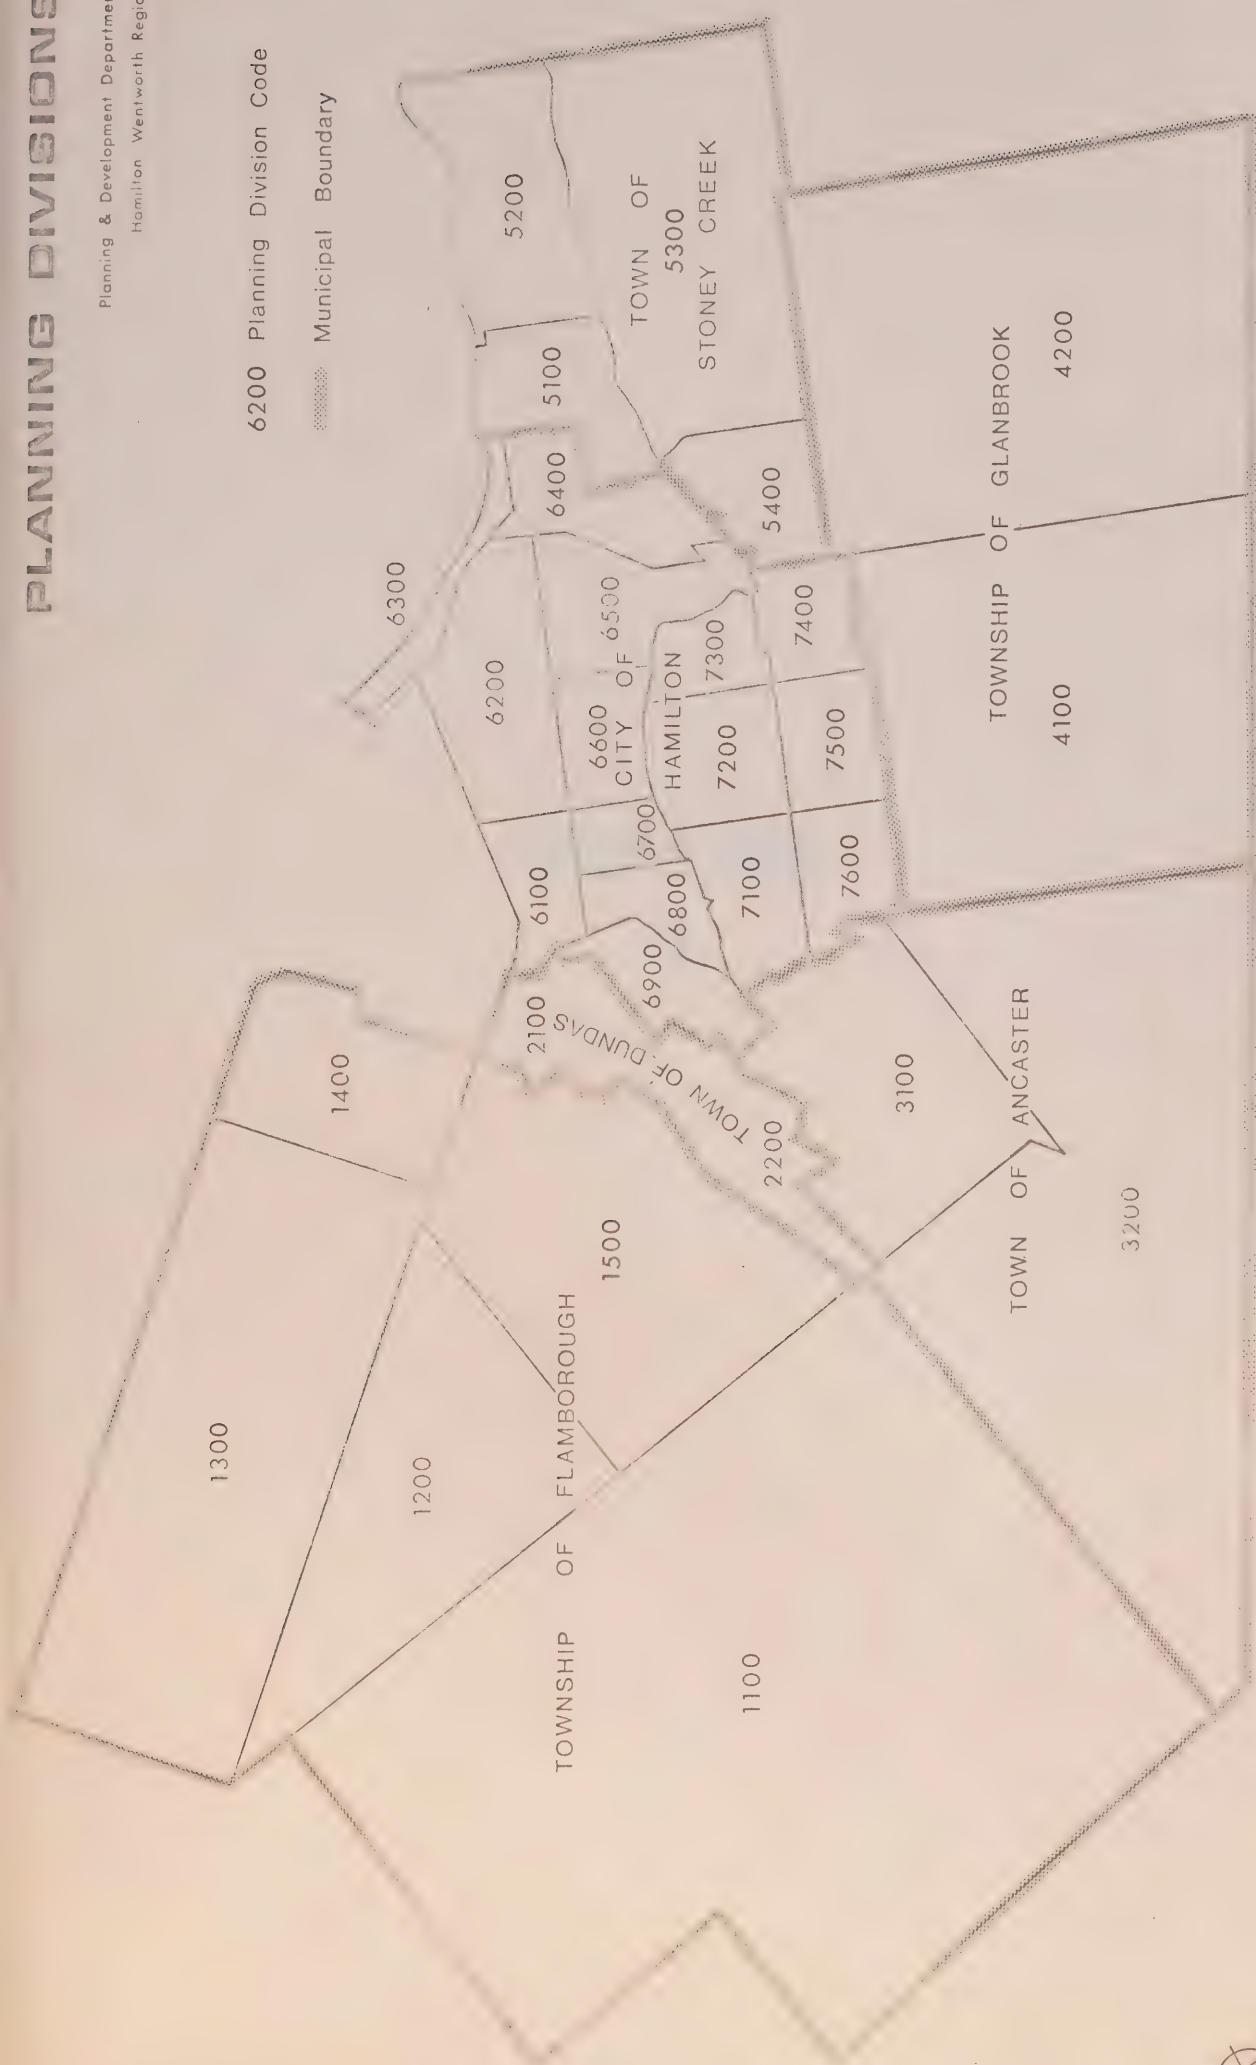 PLANNING DIVISIONS
Planning & Development
Hamilton Wentworth
6200 Planning Division Code
Municipal Boundary
1300
1400
6300
1200
6200
5200
2100
6100
6400
5100
TOWNSHIP OF FLAMBOROUGH
1500
6600
6500
CITY OF
HAMILTON
TOWN OF
5300
STONEY CREEK
TOWN OF DUNDAS
6900
6700
6800
7300
1100
2200
7100
7200
5400
7400
7600
7500
3100
TOWN OF ANCASTER
TOWNSHIP OF GLANBROOK
4100
4200
3200